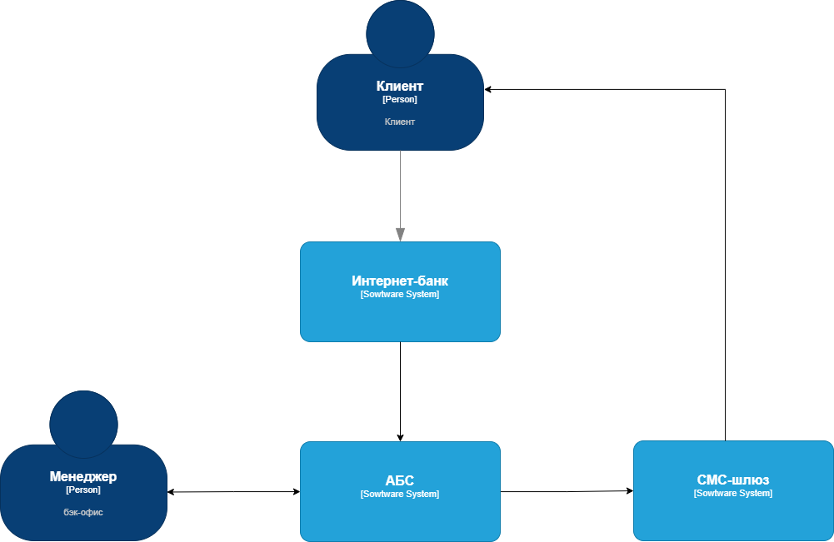 Клиент
[Person]
Клиент
Интернет-банк
[Sowtware System]
Менеджер
[Person]
бэк-офис
АБС
[Sowtware System]
СМС-шлюз
[Sowtware System]